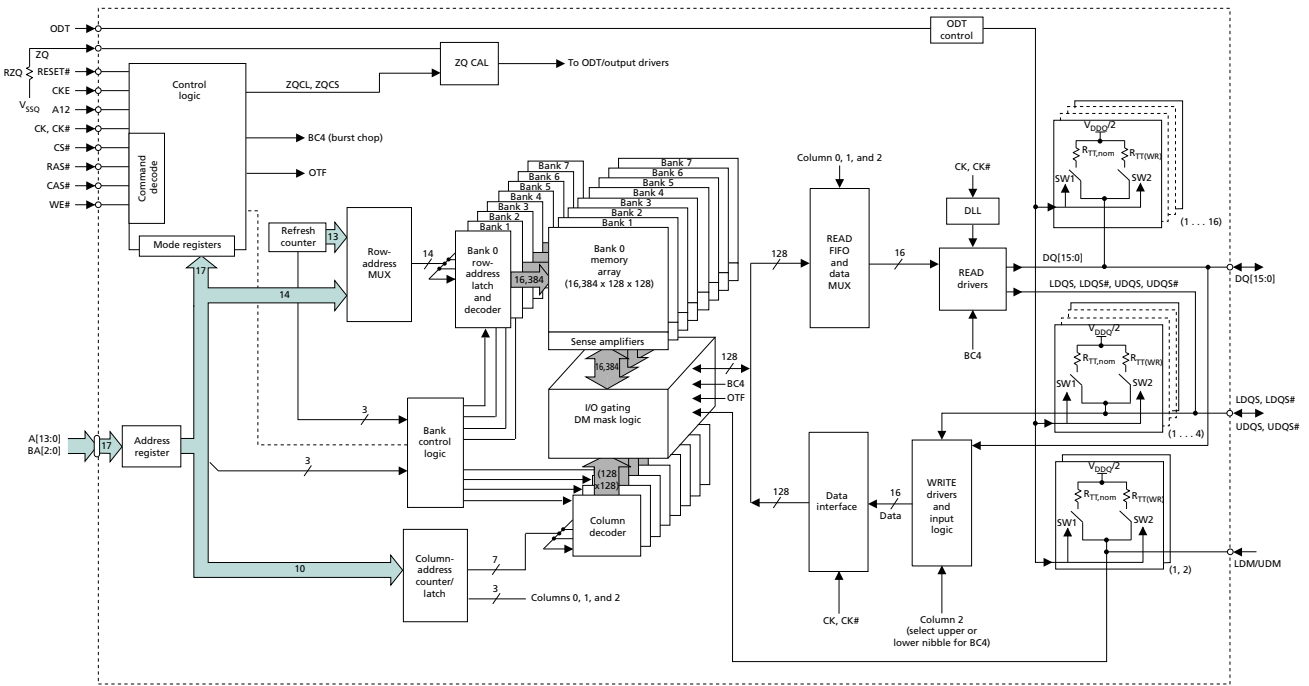 ODT
ODT
control
ZQ
RZQ
VSSQ
RESET#
CKE
A12
CK, CK#
CS#
RAS#
CAS#
WE#
Control
logic
Command
decode
Mode registers
ZQCL, ZQCS
ZQ CAL
To ODT/output drivers
BC4 (burst chop)
OTF
Refresh
counter
13
Row-
address
MUX
14
17
14
Bank 7
Bank 6
Bank 5
Bank 4
Bank 3
Bank 2
Bank 1
Bank 0
row-
address
latch
and
decoder
16,384
Bank 7
Bank 6
Bank 5
Bank 4
Bank 3
Bank 2
Bank 1
Bank 0
memory
array
(16,384 x 128 x 128)
Sense amplifiers
16,384
I/O gating
DM mask logic
128
BC4
OTF
(128
x128)
Column
decoder
3
3
Bank
control
logic
A[13:0]
BA[2:0]
17
Address
register
10
Column-
address
counter/
latch
7
3
Columns 0, 1, and 2
Column 0, 1, and 2
128
READ
FIFO
and
data
MUX
16
CK, CK#
DLL
READ
drivers
BC4
DQ[15:0]
LDQS, LDQS#, UDQS, UDQS#
128
Data
interface
CK, CK#
16
Data
WRITE
drivers
and
input
logic
Column 2
(select upper or
lower nibble for BC4)
VDDQ/2
RTT,nom
RTT(WR)
SW1
SW2
(1 . . . 16)
DQ[15:0]
VDDQ/2
RTT,nom
RTT(WR)
SW1
SW2
(1 . . . 4)
LDQS, LDQS#
UDQS, UDQS#
VDDQ/2
RTT,nom
RTT(WR)
SW1
SW2
(1, 2)
LDM/UDM